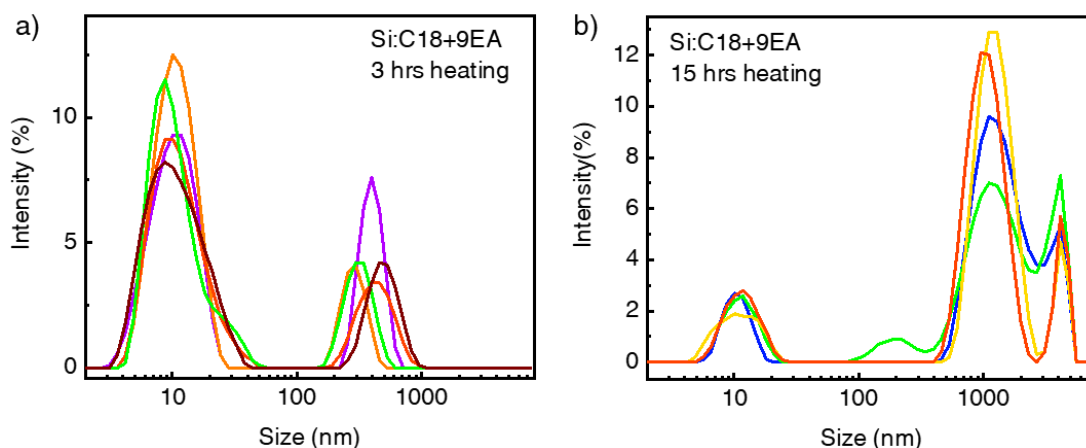 a)
Si:C18+9EA
3 hrs heating
Intensity (%)
10
5
0
10
100
1000
Size (nm)
b)
Si:C18+9EA
15 hrs heating
Intensity(%)
12
10
8
6
4
2
0
10
100
1000
Size (nm)